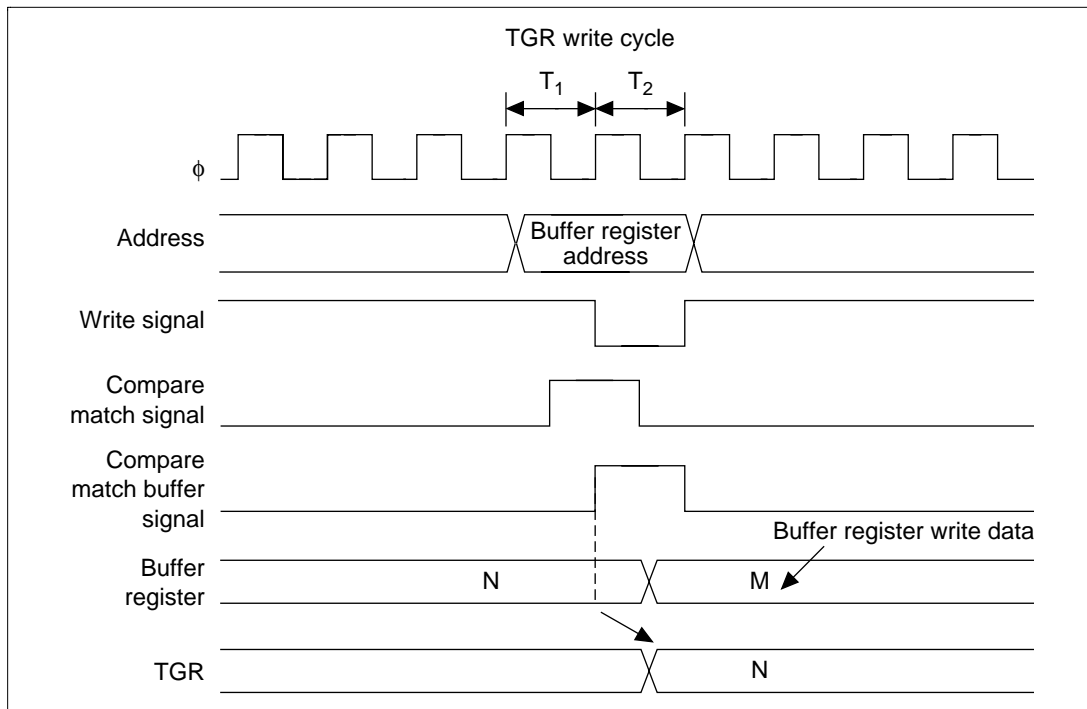 TGR write cycle
T1 T2
ϕ
Address
Buffer register
address
Write signal
Compare
match signal
Compare
match buffer
signal
Buffer register write data
Buffer
register
N
M
TGR
N